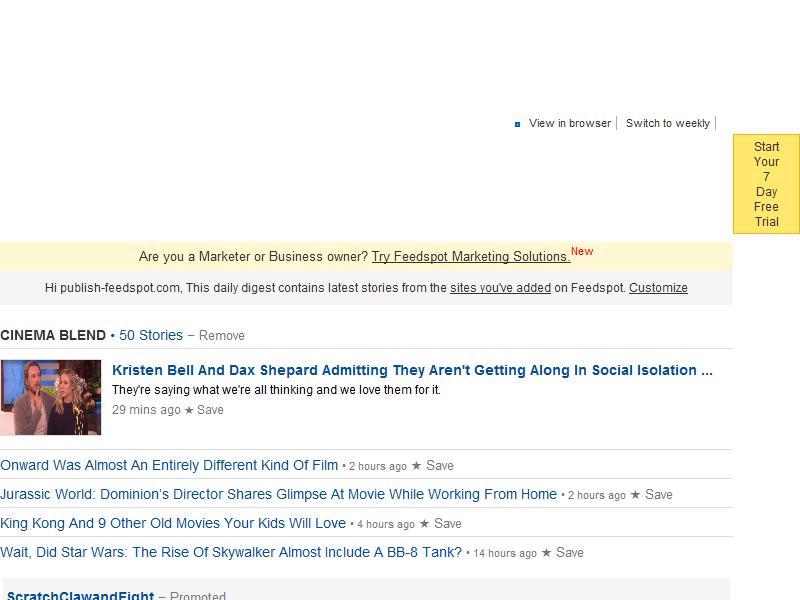 View in browser
Switch to weekly
Start
Your
7
Day
Free
Trial
Are you a Marketer or Business owner? Try Feedspot Marketing Solutions. New
Hi publish-feedspot.com, This daily digest contains latest stories from the sites you've added on Feedspot. Customize
CINEMA BLEND • 50 Stories – Remove
Kristen Bell And Dax Shepard Admitting They Aren't Getting Along In Social Isolation ...
They're saying what we're all thinking and we love them for it.
29 mins ago ★ Save
Onward Was Almost An Entirely Different Kind Of Film • 2 hours ago ★ Save
Jurassic World: Dominion’s Director Shares Glimpse At Movie While Working From Home • 2 hours ago ★ Save
King Kong And 9 Other Old Movies Your Kids Will Love • 4 hours ago ★ Save
Wait, Did Star Wars: The Rise Of Skywalker Almost Include A BB-8 Tank? • 14 hours ago ★ Save
ScratchClawandFight – Promoted